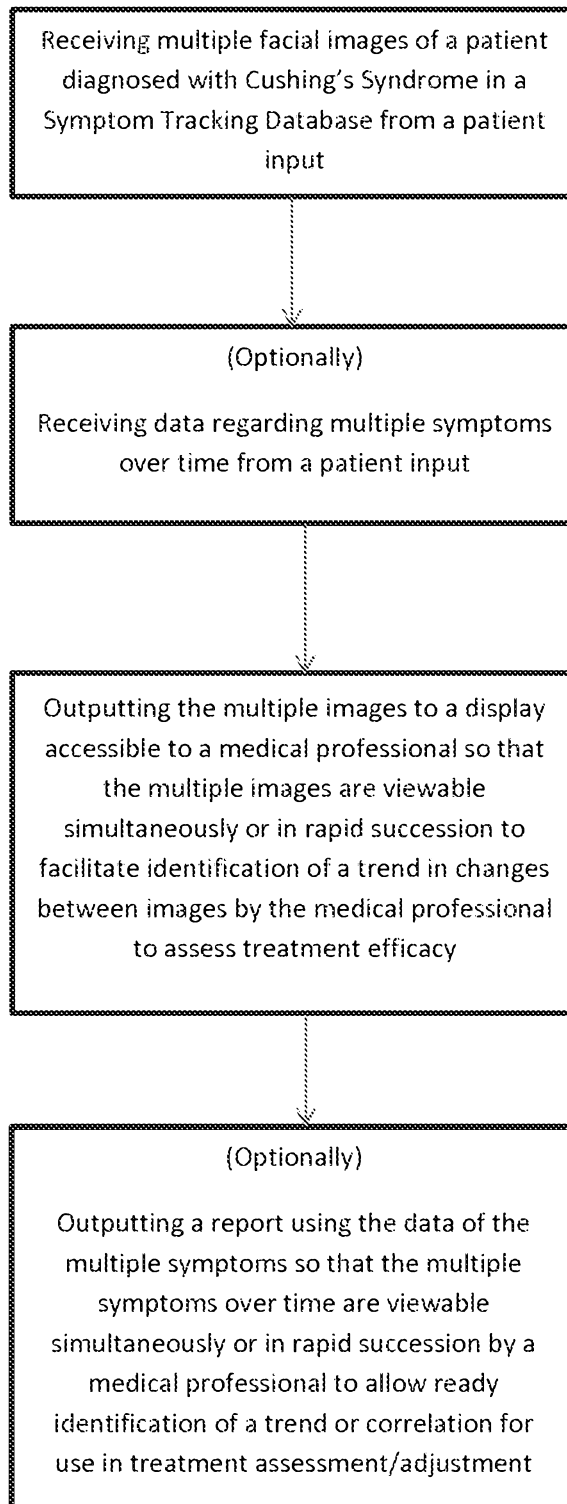 Receiving multiple facial images of a patient
diagnosed with Cushing's Syndrome in a
Symptom Tracking Database from a patient
input
(Optionally)
Receiving data regarding multiple symptoms
over time from a patient input
Outputting the multiple images to a display
accessible to a medical professional so that
the multiple images are viewable
simultaneously or in rapid succession to
facilitate identification of a trend in changes
between images by the medical professional
to assess treatment efficacy
(Optionally)
Outputting a report using the data of the
multiple symptoms so that the multiple
symptoms over time are viewable
simultaneously or in rapid succession by a
medical professional to allow ready
identification of a trend or correlation for
use in treatment assessment/adjustment